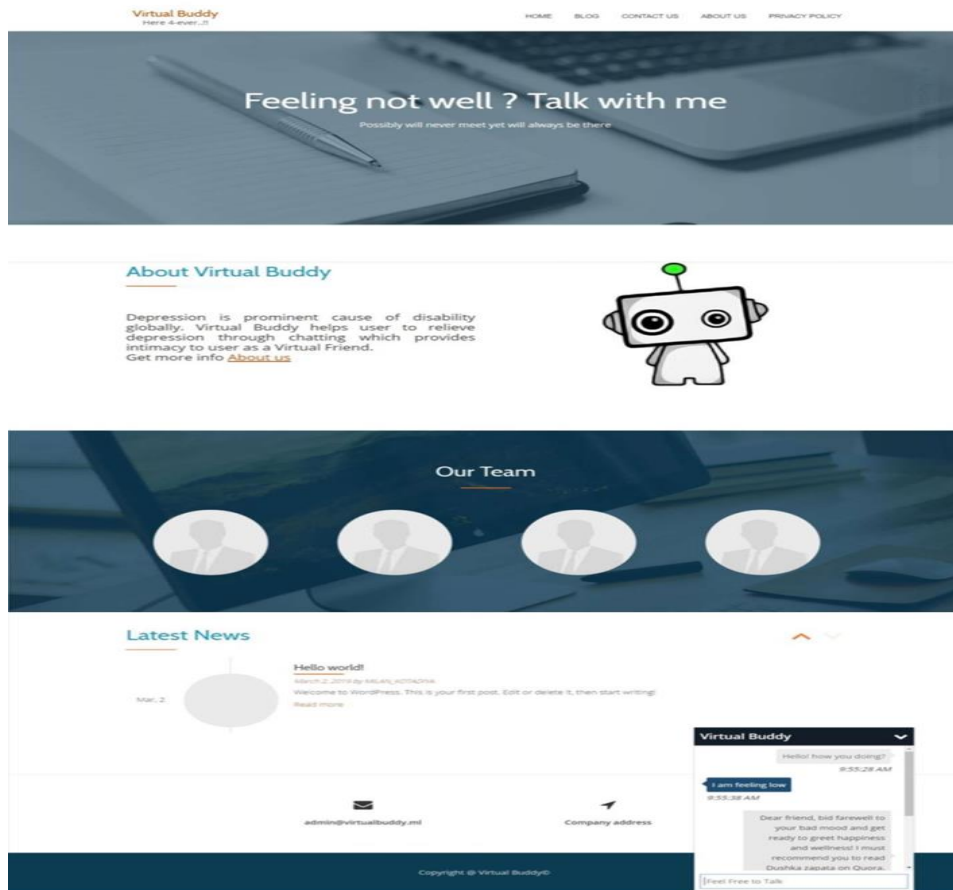 Virtual Buddy
Here 4-ever..!!
HOME BLOG CONTACT US ABOUT US PRIVACY POLICY
Feeling not well ? Talk with me
Possibly will never meet yet will always be there
About Virtual Buddy
Depression is prominent cause of disability
globally. Virtual Buddy helps user to relieve
depression through chatting which provides
intimacy to user as a Virtual Friend.
Get more info About us
Our Team
Latest News
Mar, 2
Hello world!
March 2, 2019 By MILAN_KOTADIYA
Welcome to WordPress. This is your first post. Edit or delete it, then start writing!
Read more
admin@virtualbuddy.ml
Company address
Copyright @ Virtual Buddy©
Virtual Buddy
Hello! how you doing?
9:55:28 AM
I am feeling low
9:55:38 AM
Dear friend, bid farewell to
your bad mood and get
ready to greet happiness
and wellness! I must
recommend you to read
Dushka zapata on Quora.
Feel Free to Talk